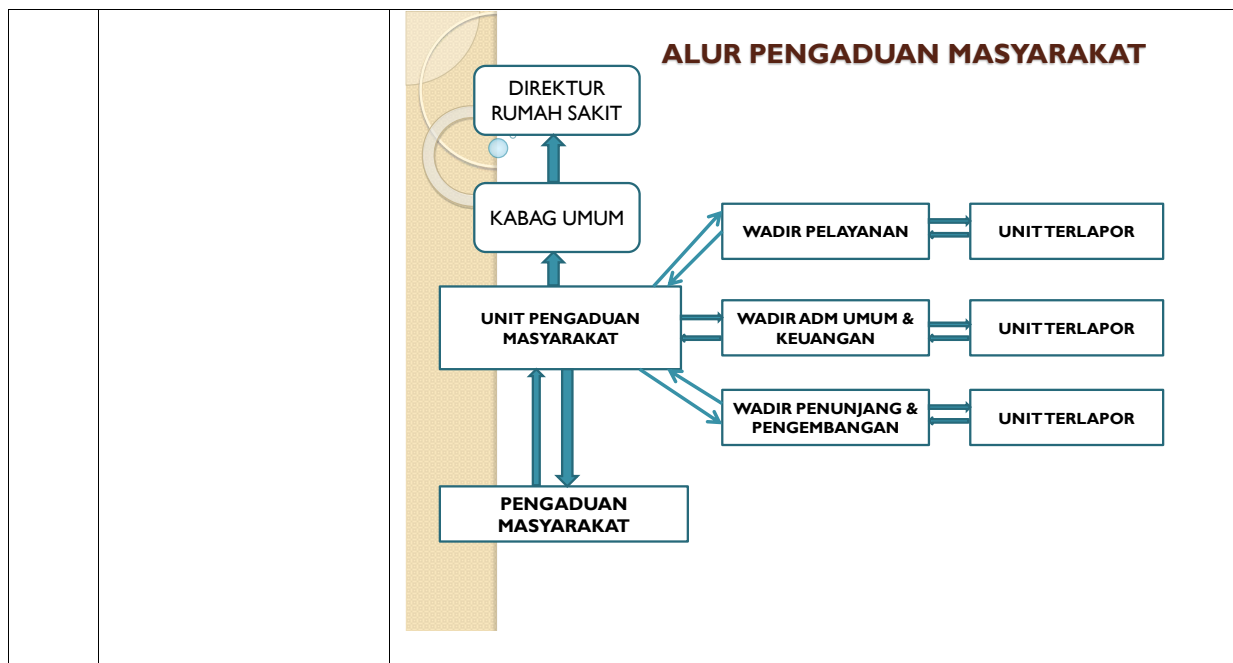 ALUR PENGADUAN MASYARAKAT
DIREKTUR
RUMAH SAKIT
KABAG UMUM
WADIR PELAYANAN
UNIT TERLAPOR
UNIT PENGADUAN
MASYARAKAT
WADIR ADM UMUM &
KEUANGAN
UNIT TERLAPOR
WADIR PENUNJANG &
PENGEMBANGAN
UNIT TERLAPOR
PENGADUAN
MASYARAKAT